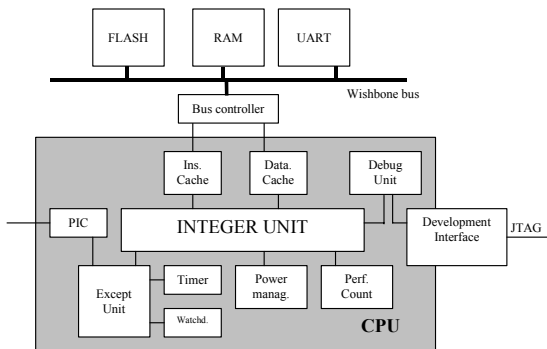 FLASH
RAM
UART
Wishbone bus
Bus controller
Ins.
Cache
Data.
Cache
Debug
Unit
PIC
INTEGER UNIT
Development
Interface
JTAG
Except
Unit
Timer
Power
manag.
Perf.
Count
Watchd.
CPU